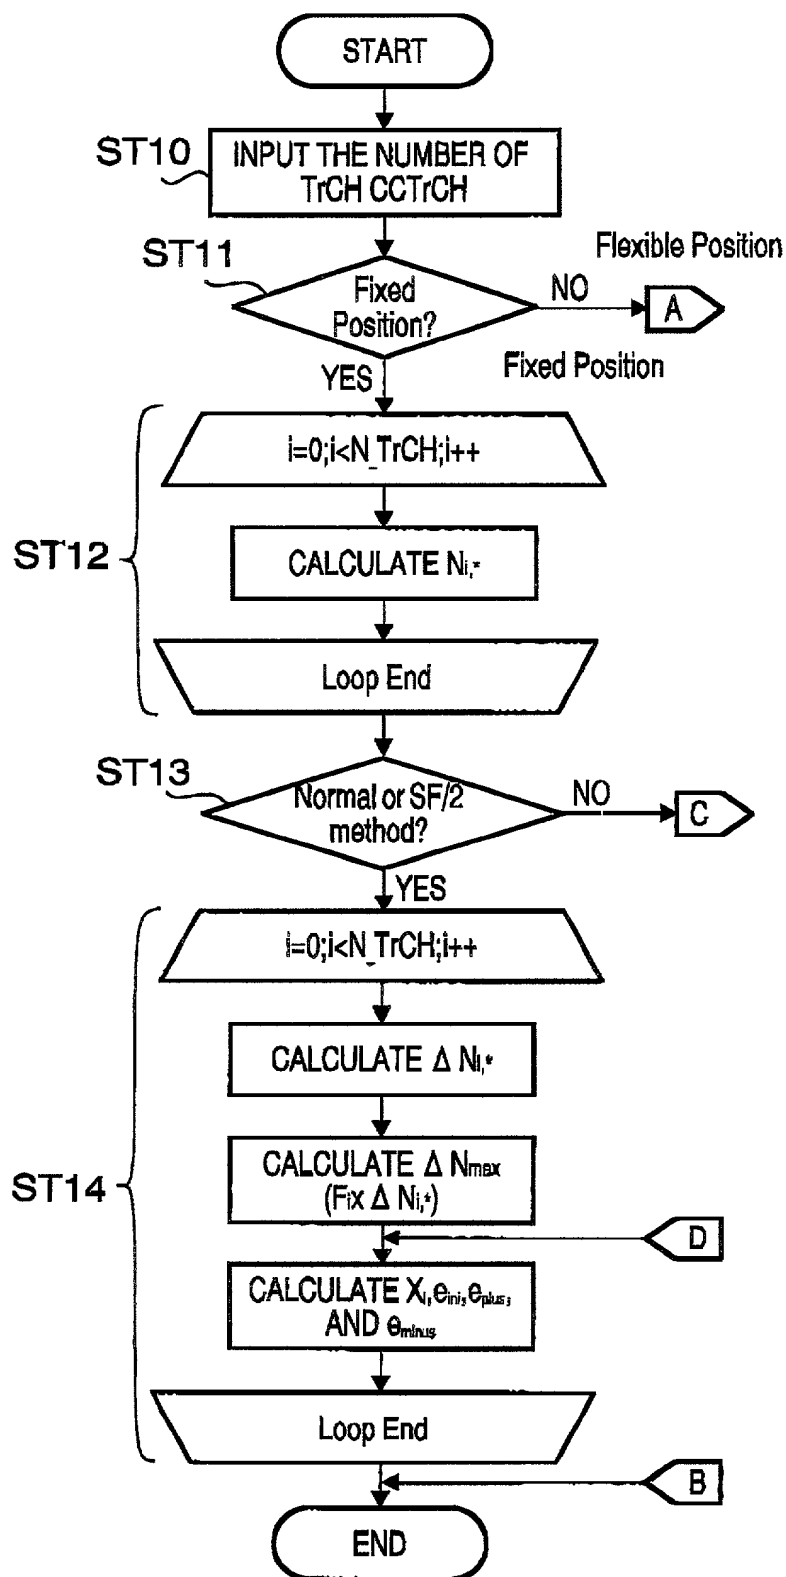 START
ST10
INPUT THE NUMBER OF
TrCH CCTrCH
ST11
Fixed
Position?
NO
Flexible Position
A
YES
Fixed Position
ST12
i=0;i<N_TrCH;i++
CALCULATE Ni,*
Loop End
ST13
Normal or SF/2
method?
NO
C
YES
ST14
i=0;i<N_TrCH;i++
CALCULATE Δ Ni,*
CALCULATE Δ Nmax
(Fix Δ Ni,*)
D
CALCULATE Xi,eini,eplus,
AND eminus
Loop End
B
END